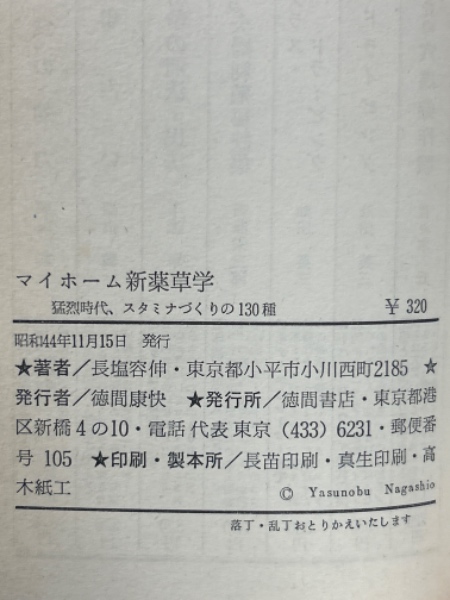 マイホーム新薬草学
猛烈時代、スタミナづくりの130種 ¥320
昭和44年11月15日 発行
★著者/長塩容伸・東京都小平市小川西町2185 ★
発行者/徳間康快 ★発行所/徳間書店・東京都港
区新橋4の10・電話 代表 東京(433)6231・郵便番
号 105 ★印刷・製本所/長苗印刷・真生印刷・高
木紙工
© Yasunobu Nagashio
落丁・乱丁おとりかえいたします